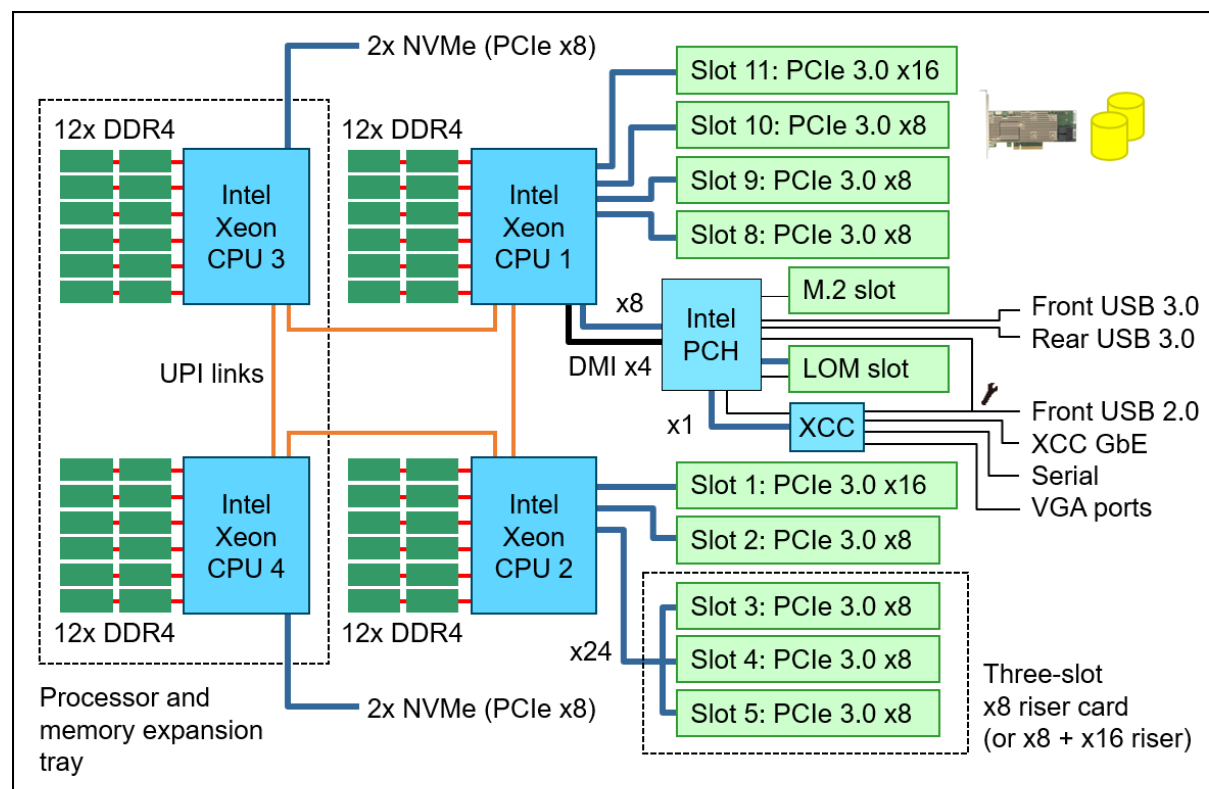 2x NVMe (PCIe x8)
12x DDR4
12x DDR4
Intel
Xeon
CPU 3
Intel
Xeon
CPU 1
Slot 11: PCIe 3.0 x16
Slot 10: PCIe 3.0 x8
Slot 9: PCIe 3.0 x8
Slot 8: PCIe 3.0 x8
x8
DMI x4
Intel
PCH
M.2 slot
LOM slot
Front USB 3.0
Rear USB 3.0
UPI links
x1
XCC
Front USB 2.0
XCC GbE
Serial
VGA ports
Intel
Xeon
CPU 4
12x DDR4
Intel
Xeon
CPU 2
12x DDR4
Slot 1: PCIe 3.0 x16
Slot 2: PCIe 3.0 x8
x24
Slot 3: PCIe 3.0 x8
Slot 4: PCIe 3.0 x8
Slot 5: PCIe 3.0 x8
Three-slot
x8 riser card
(or x8 + x16 riser)
Processor and
memory expansion
tray
2x NVMe (PCIe x8)